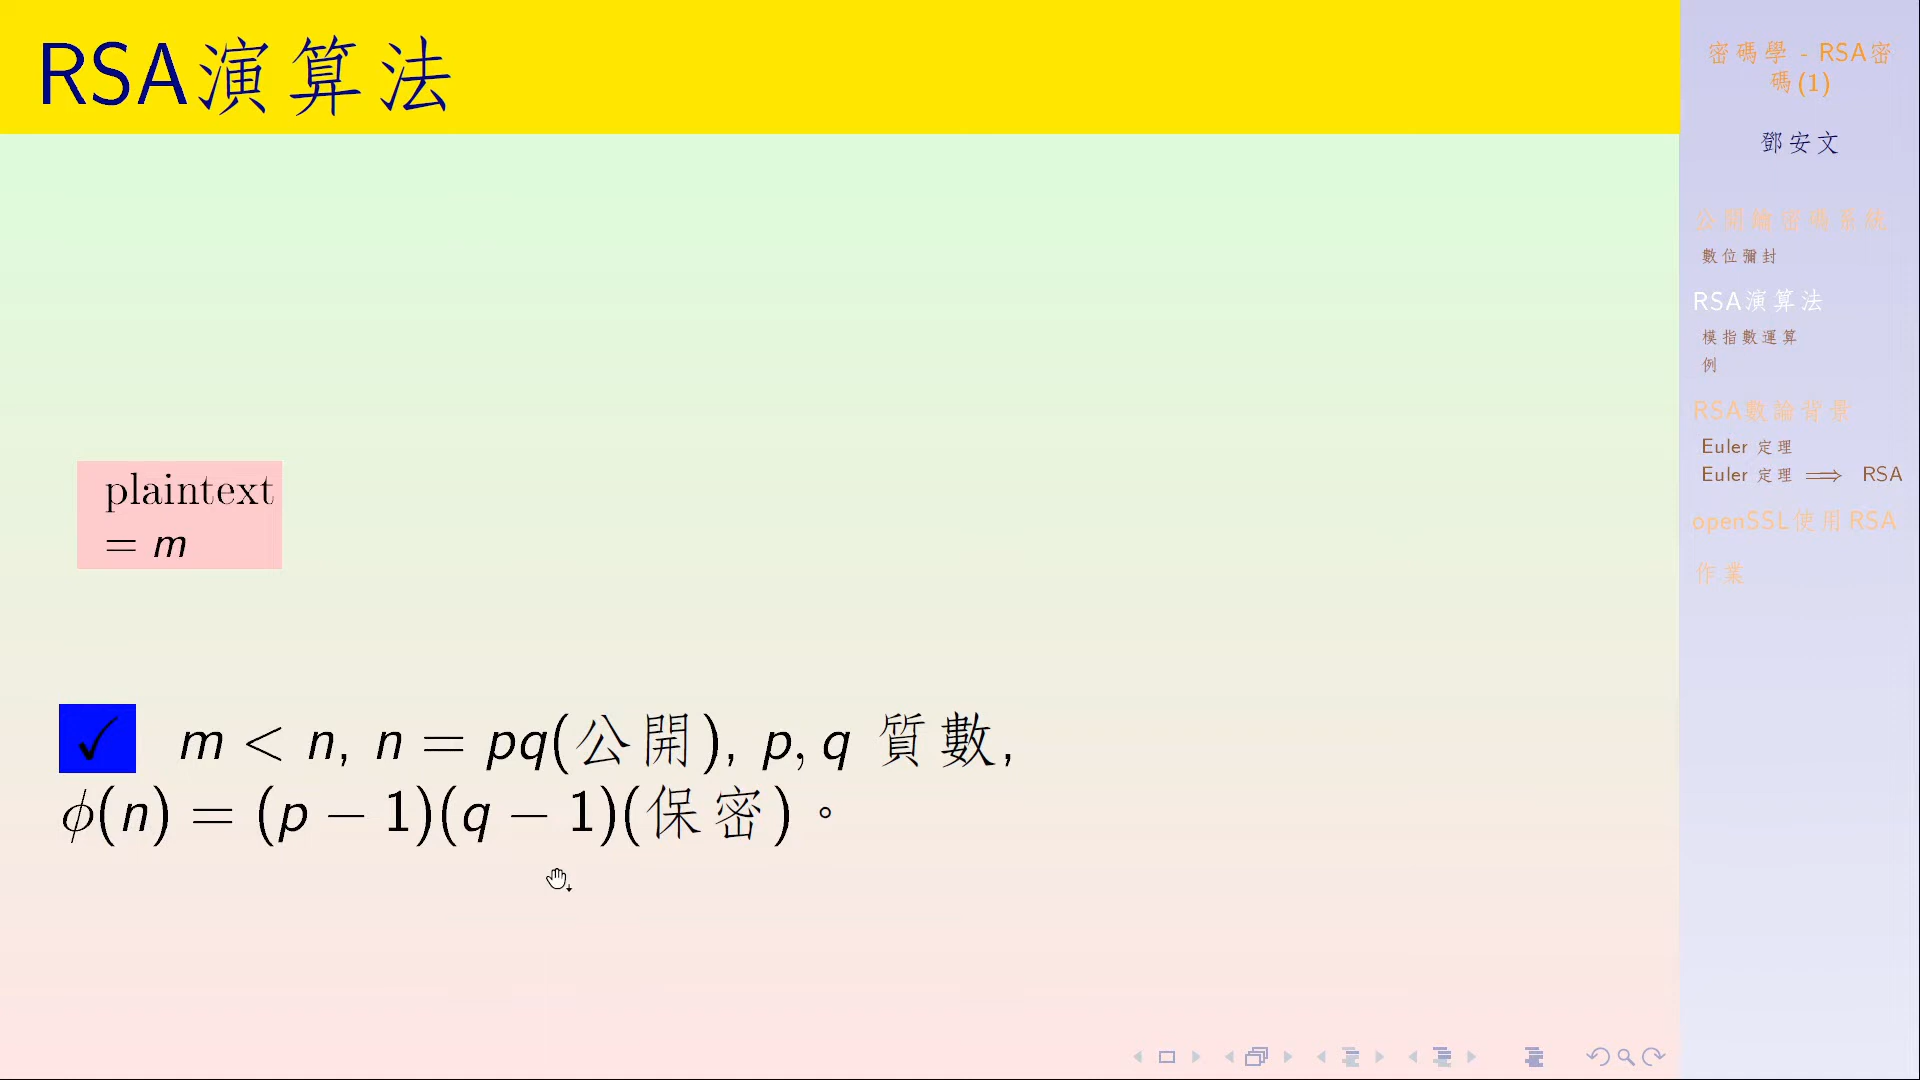 RSA演算法
plaintext
= m
✓ m < n, n = pq(公開), p, q 質數,
ϕ(n) = (p − 1)(q − 1)(保密)。
密碼學 - RSA密
碼(1)
鄧安文
公開鑰密碼系統
數位彌封
RSA演算法
模指數運算
例
RSA數論背景
Euler 定理
Euler 定理 ⟹ RSA
openSSL使用RSA
作業